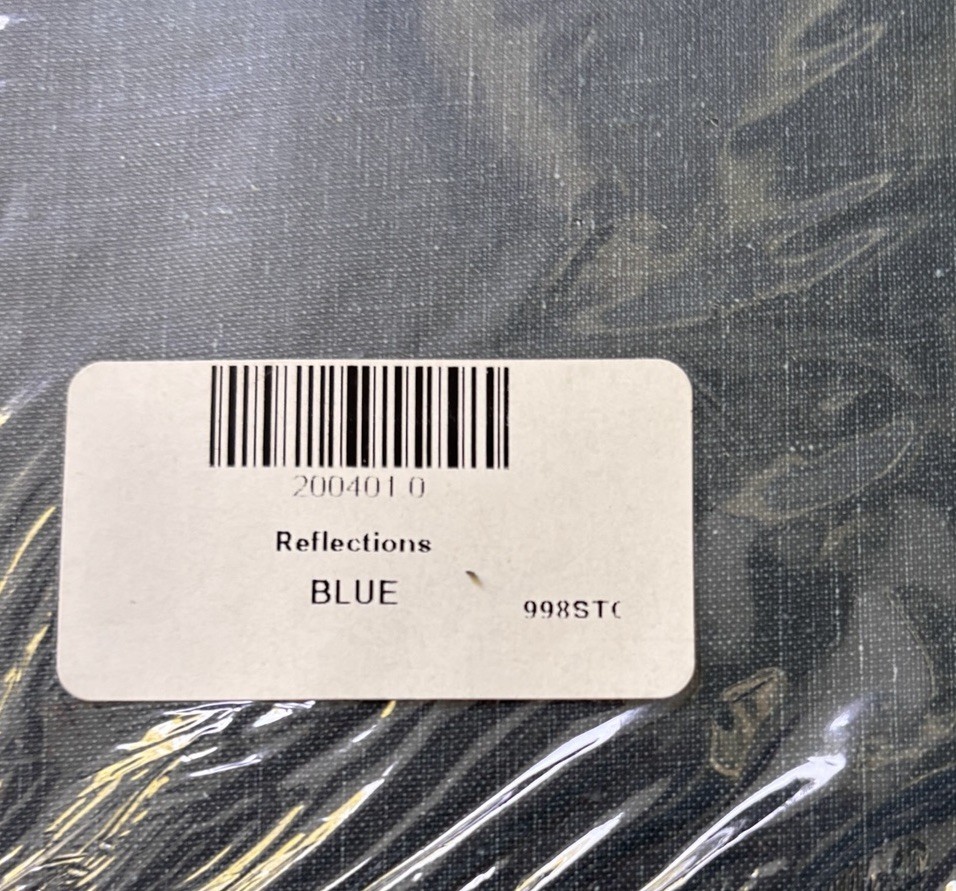 200401 0
Reflections
BLUE
998ST